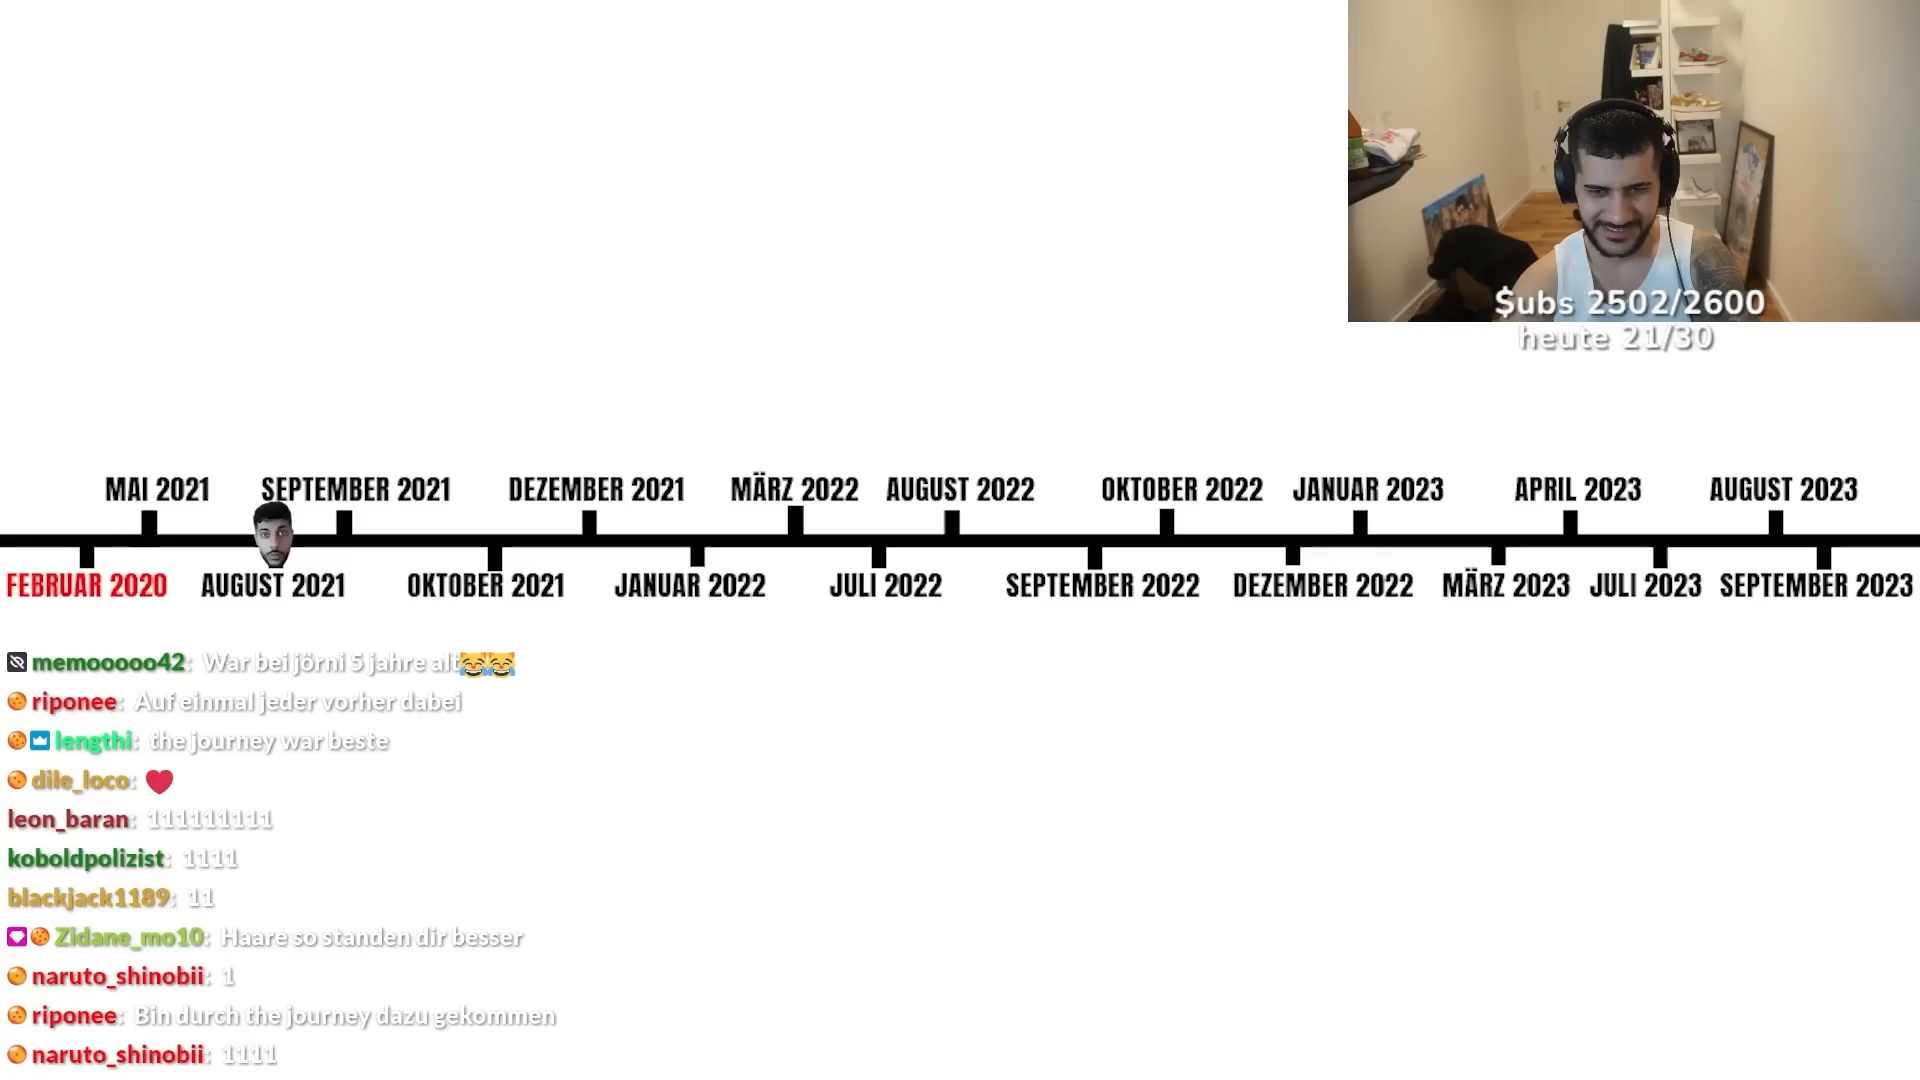 $ubs 2502/2600
heute 21/30
MAI 2021 SEPTEMBER 2021 DEZEMBER 2021 MÄRZ 2022 AUGUST 2022 OKTOBER 2022 JANUAR 2023 APRIL 2023 AUGUST 2023
FEBRUAR 2020 AUGUST 2021 OKTOBER 2021 JANUAR 2022 JULI 2022 SEPTEMBER 2022 DEZEMBER 2022 MÄRZ 2023 JULI 2023 SEPTEMBER 2023
memooooo42: War bei jörni 5 jahre alt😹😹
riponee: Auf einmal jeder vorher dabei
lengthi: the journey war beste
dile_loco: ❤
leon_baran: 111111111
koboldpolizist: 1111
blackjack1189: 11
Zidane_mo10: Haare so standen dir besser
naruto_shinobii: 1
riponee: Bin durch the journey dazu gekommen
naruto_shinobii: 1111